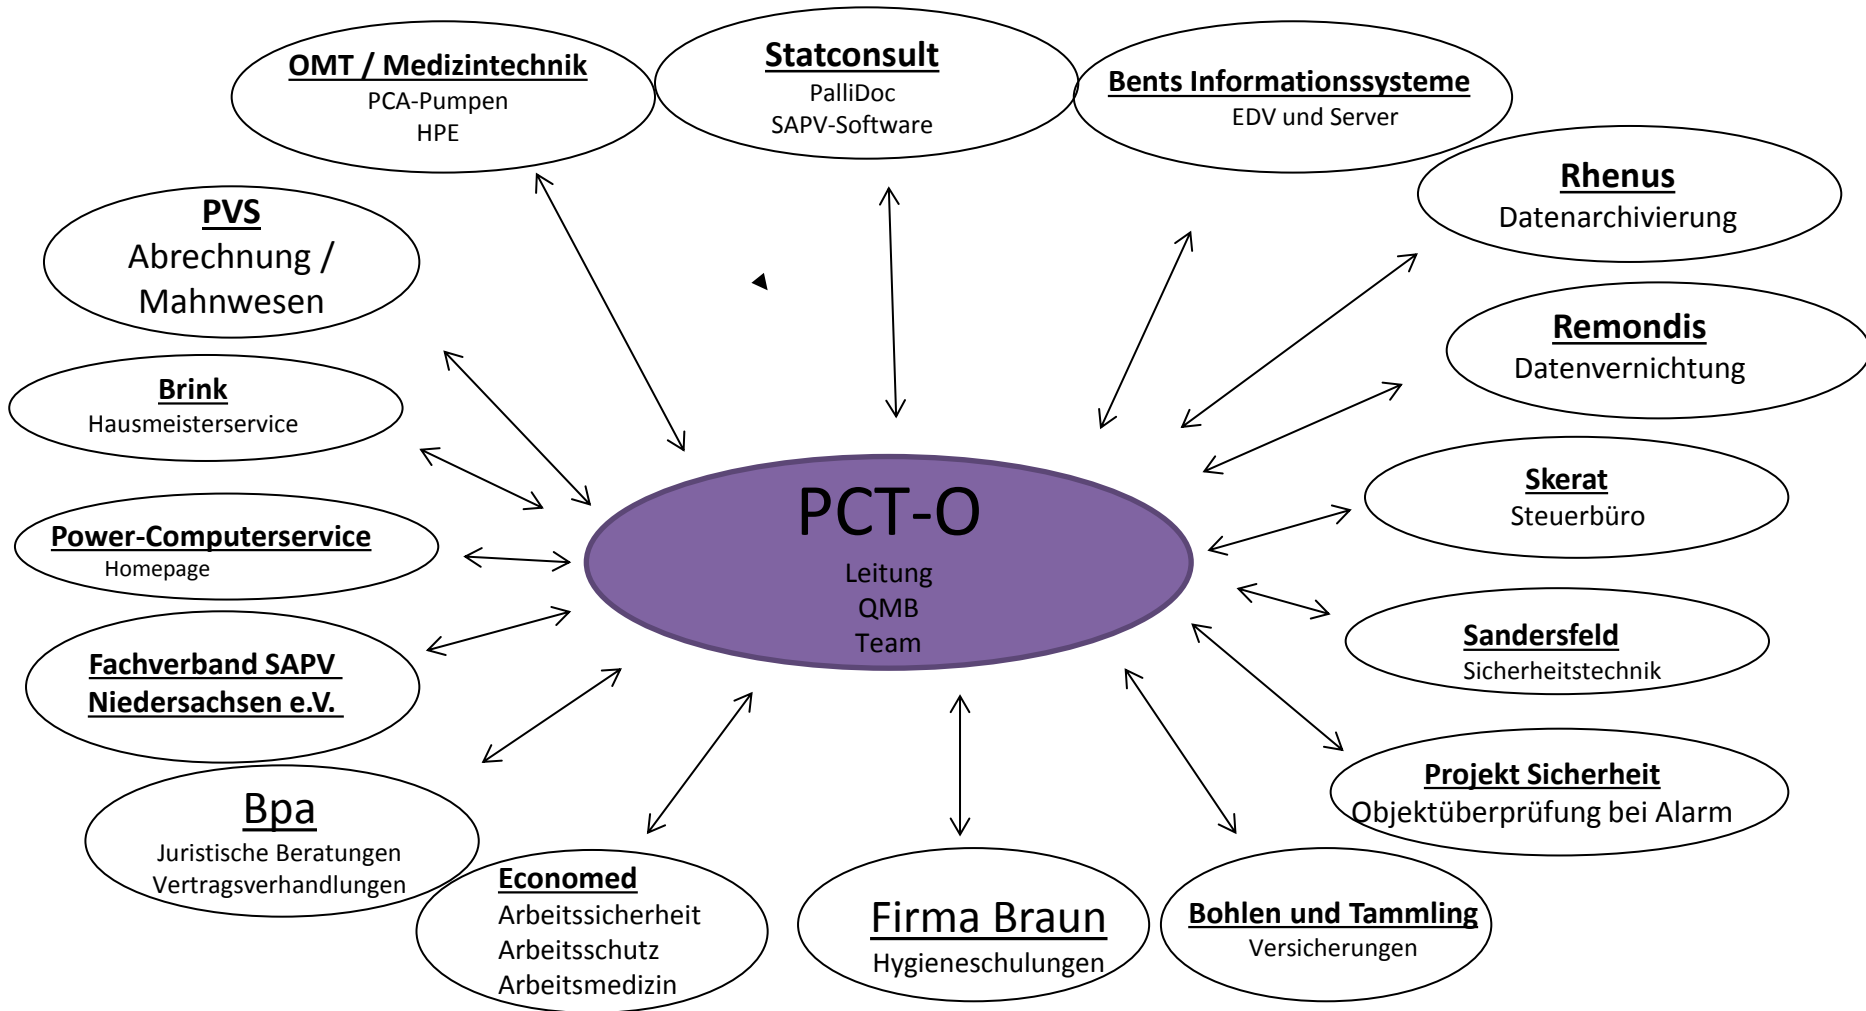 OMT / Medizintechnik
PCA-Pumpen
HPE
Statconsult
PalliDoc
SAPV-Software
Bents Informationssysteme
EDV und Server
Rhenus
Datenarchivierung
PVS
Abrechnung /
Mahnwesen
Remondis
Datenvernichtung
Brink
Hausmeisterservice
PCT-O
Leitung
QMB
Team
Skerat
Steuerbüro
Power-Computerservice
Homepage
Sandersfeld
Sicherheitstechnik
Fachverband SAPV
Niedersachsen e.V.
Projekt Sicherheit
Objektüberprüfung bei Alarm
Bpa
Juristische Beratungen
Vertragsverhandlungen
Economed
Arbeitssicherheit
Arbeitsschutz
Arbeitsmedizin
Firma Braun
Hygieneschulungen
Bohlen und Tammling
Versicherungen